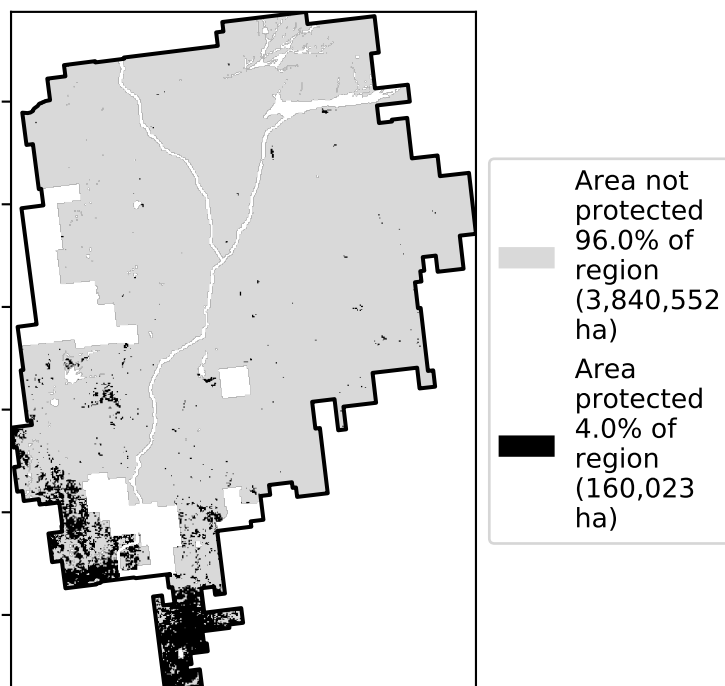 Area not
protected
96.0% of
region
(3,840,552
ha)
Area
protected
4.0% of
region
(160,023
ha)